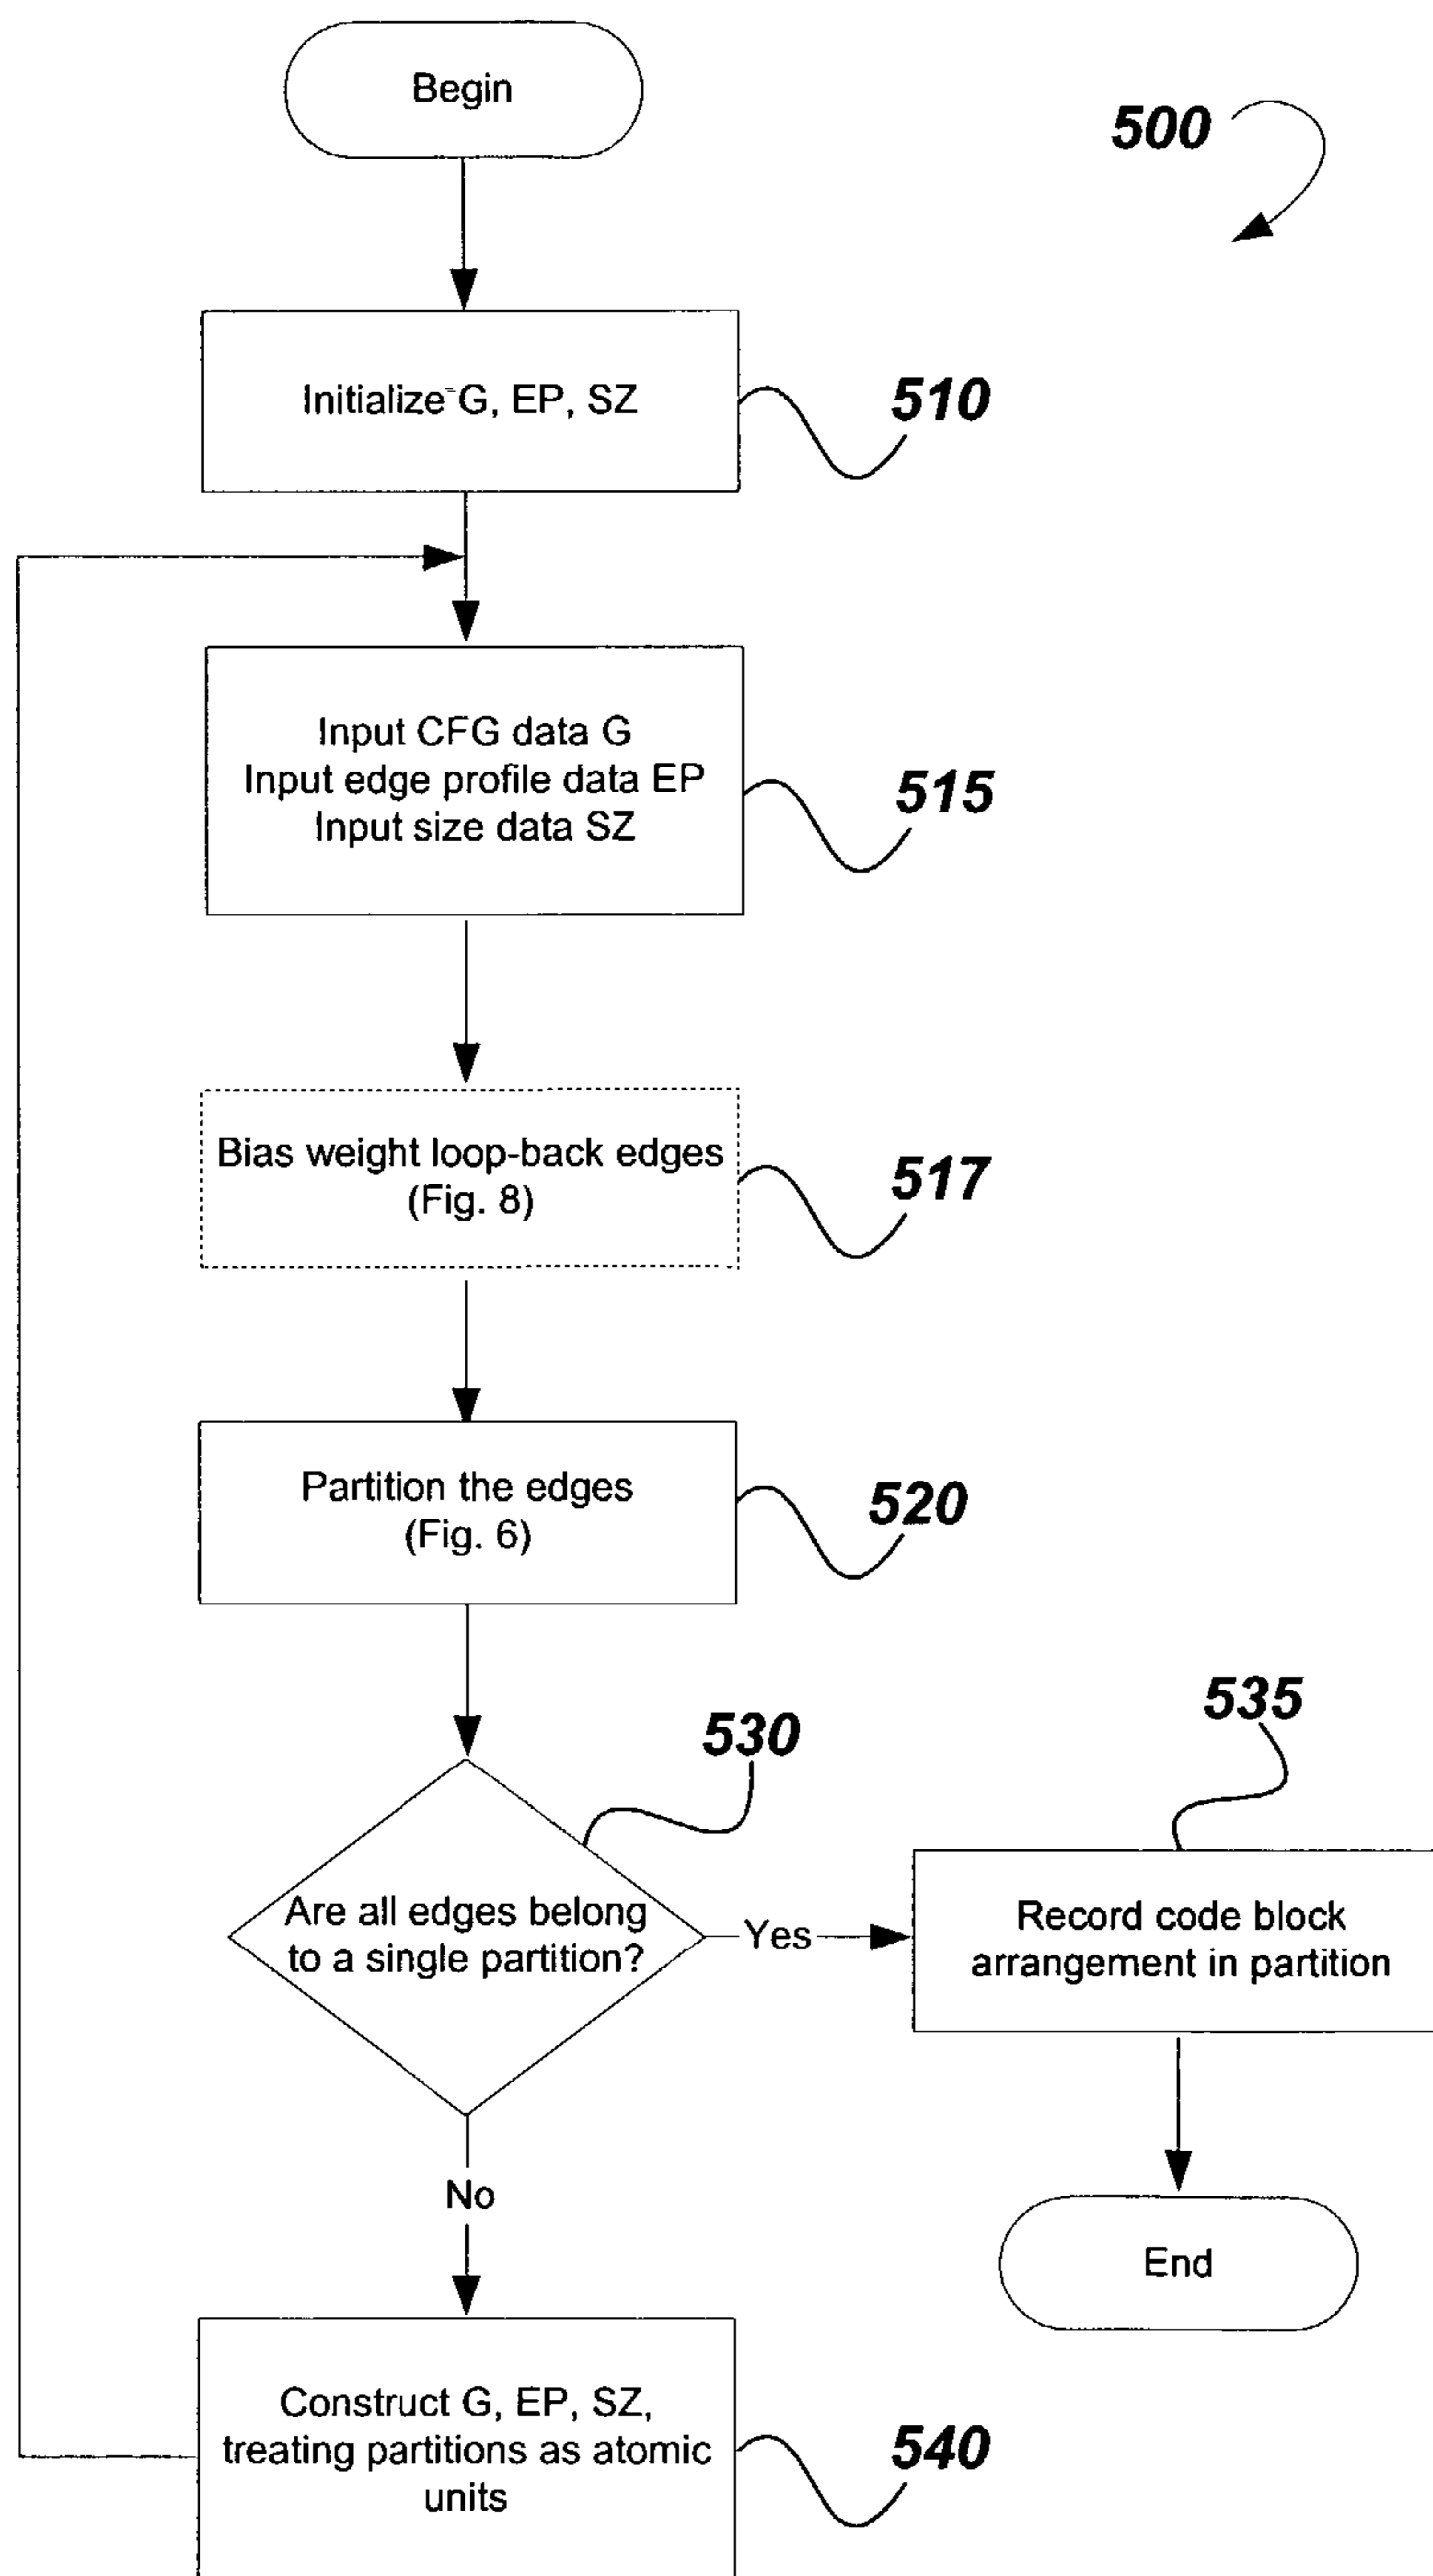 Begin
500
Initialize G, EP, SZ
510
Input CFG data G
Input edge profile data EP
Input size data SZ
515
Bias weight loop-back edges
(Fig. 8)
517
Partition the edges
(Fig. 6)
520
530
535
Are all edges belong
to a single partition?
Yes
Record code block
arrangement in partition
No
End
Construct G, EP, SZ,
treating partitions as atomic
units
540